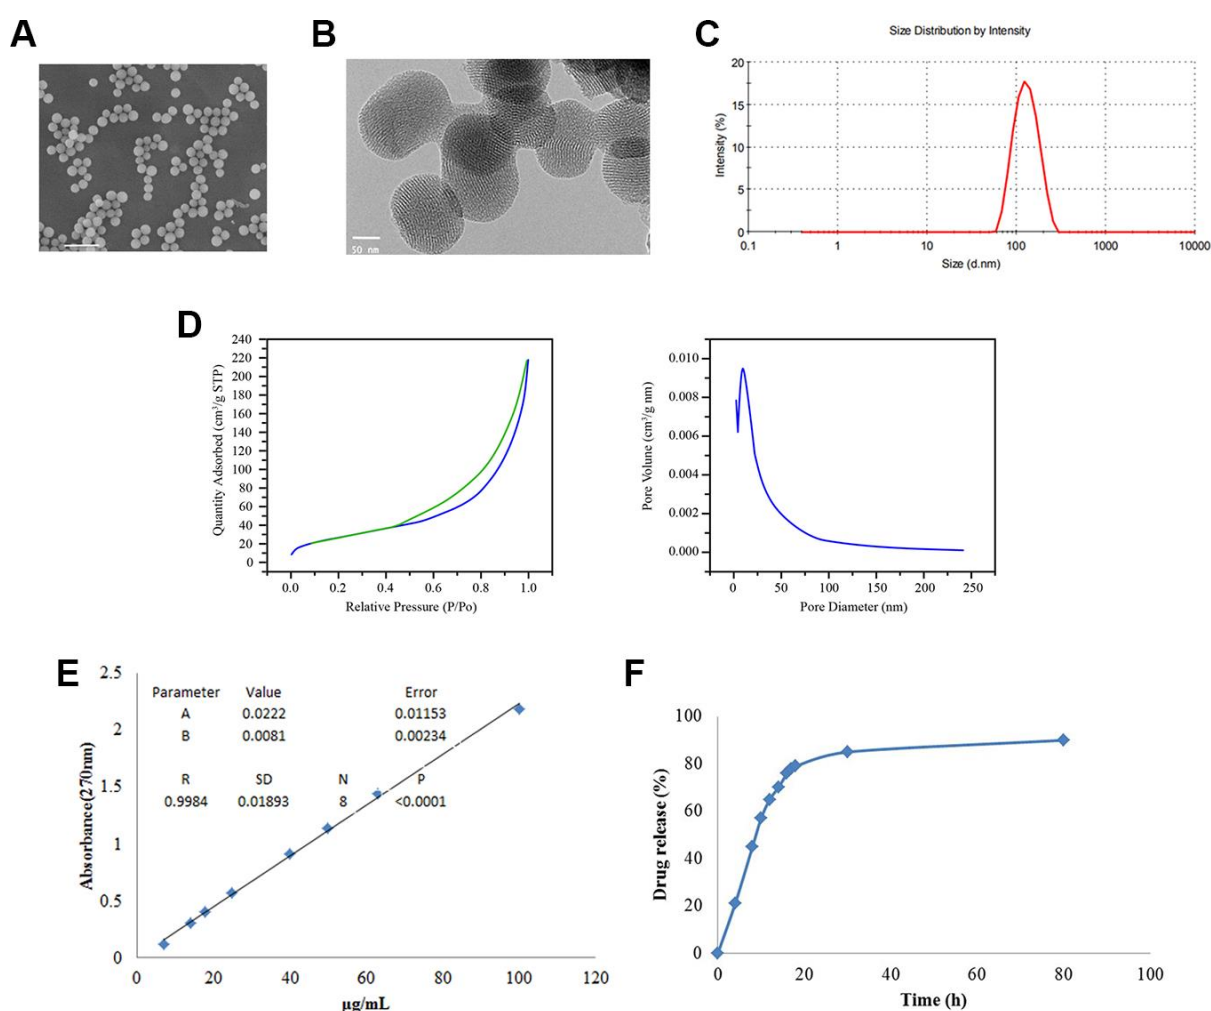 A
B
C
50 nm
Size Distribution by Intensity
Intensity (%)
20
15
10
5
0
0.1
1
10
100
1000
10000
Size (d.nm)
D
Quantity Adsorbed (cm³/g STP)
240
220
200
180
160
140
120
100
80
60
40
20
0
0.0
0.2
0.4
0.6
0.8
1.0
Relative Pressure (P/Po)
Pore Volume (cm³/g nm)
0.010
0.008
0.006
0.004
0.002
0.000
0
50
100
150
200
250
Pore Diameter (nm)
E
Absorbance(270nm)
2.5
2
1.5
1
0.5
0
Parameter Value Error
A 0.0222 0.01153
B 0.0081 0.00234
R SD N P
0.9984 0.01893 8 <0.0001
0
20
40
60
80
100
120
µg/mL
F
Drug release (%)
100
80
60
40
20
0
0
20
40
60
80
100
Time (h)